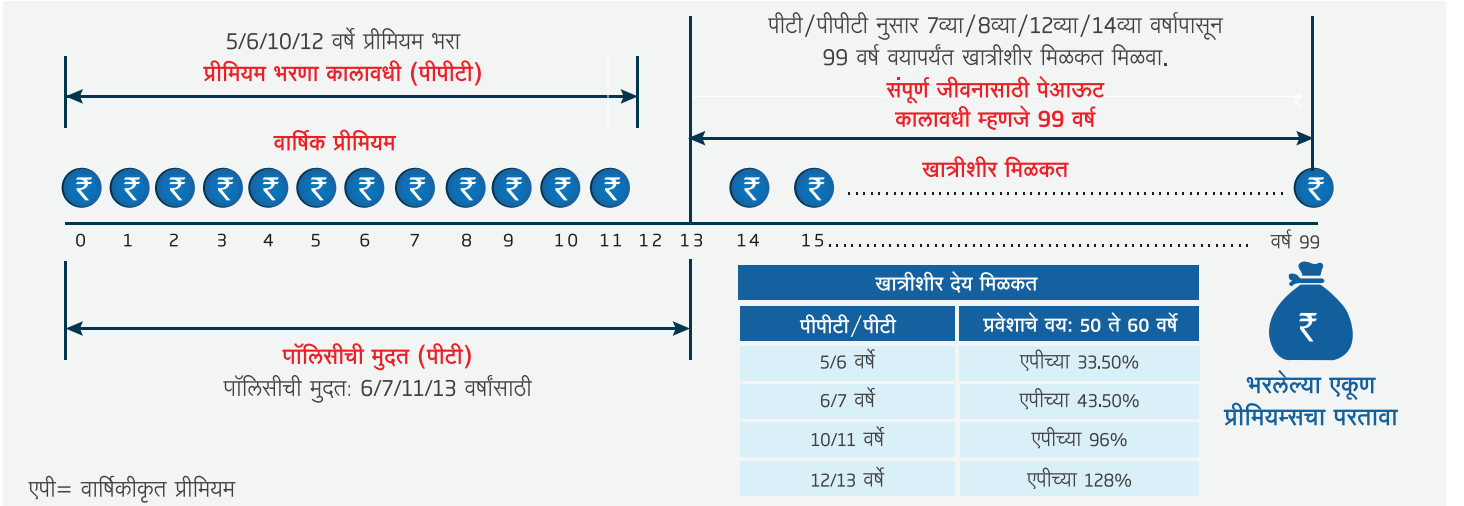 5/6/10/12 वर्षे प्रीमियम भरा
प्रीमियम भरणा कालावधी (पीपीटी)
पीटी/पीपीटी नुसार 7व्या/8व्या/12व्या/14व्या वर्षापासून
99 वर्ष वयापर्यंत खात्रीशीर मिळकत मिळवा.
संपूर्ण जीवनासाठी पेआऊट
कालावधी म्हणजे 99 वर्ष
वार्षिक प्रीमियम
खात्रीशीर मिळकत
₹ ₹ ₹ ₹ ₹ ₹ ₹ ₹ ₹ ₹ ₹ ₹ ₹ ₹ ........ ₹
0 1 2 3 4 5 6 7 8 9 10 11 12 13 14 15........ वर्ष 99
पॉलिसीची मुदत (पीटी)
पॉलिसीची मुदत: 6/7/11/13 वर्षांसाठी
खात्रीशीर देय मिळकत
पीपीटी/पीटी प्रवेशाचे वय: 50 ते 60 वर्षे
5/6 वर्षे एपीच्या 33.50%
6/7 वर्षे एपीच्या 43.50%
10/11 वर्षे एपीच्या 96%
12/13 वर्षे एपीच्या 128%
₹
भरलेल्या एकूण
प्रीमियम्सचा परतावा
एपी= वार्षिकीकृत प्रीमियम